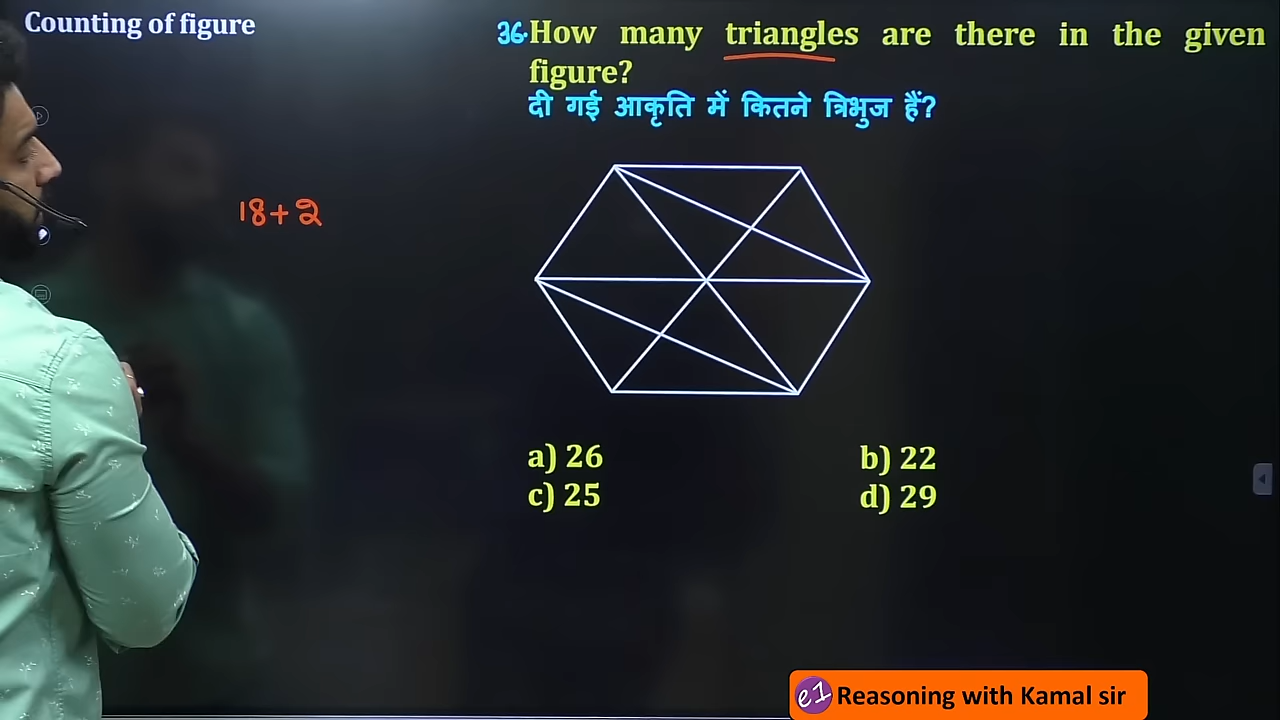 Counting of figure
36. How many triangles are there in the given
figure?
दी गई आकृति में कितने त्रिभुज हैं?
18+2
a) 26
b) 22
c) 25
d) 29
e1 Reasoning with Kamal sir